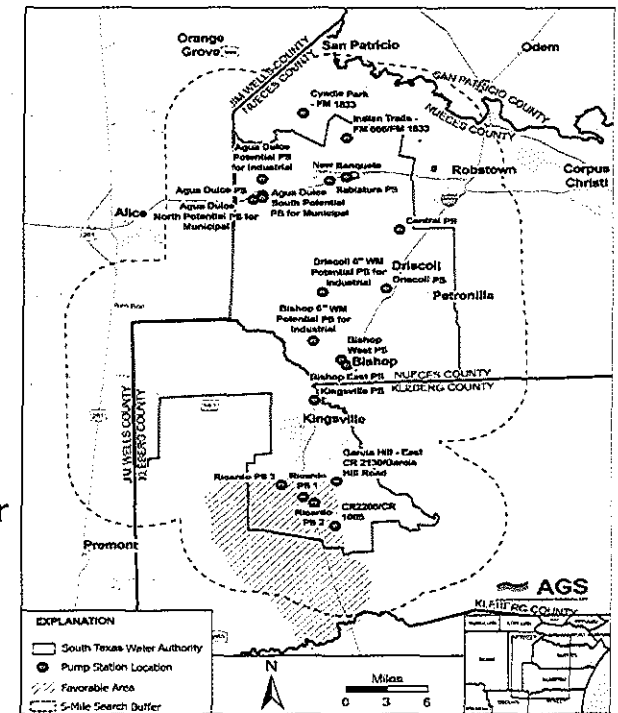 Orange
Grove
San Patricio
Odem
JIM WELLS COUNTY
NUECES COUNTY
SAN PATRICIO COUNTY
NUECES COUNTY
Cyndie Park
- FM 1833
Indian Trails -
FM 666/FM 1833
Agua Dulce
Potential PS
for Industrial
New Banquete
Robstown
Corpus
Christi
Agua Dulce PS
Agua Dulce
South Potential
PS for Municipal
Alice
Agua Dulce
North Potential PS for
Municipal
Central PS
Driscoll 6" WM
Potential PS for
Industrial
Driscoll
Driscoll PS
Petronilla
Bishop 6" WM
Potential PS for
Industrial
Bishop
West PS
Bishop
Bishop East PS
NUECES COUNTY
KLEBERG COUNTY
Kingsville PS
Kingsville
JIM WELLS COUNTY
KLEBERG COUNTY
Garcia Hill - East
CR 2130/Garcia
Hill Road
Ricardo PS 3
Ricardo
PS 1
Ricardo
PS 2
CR2200/CR
1005
Premont
AGS
KLEBERG COUNTY
EXPLANATION
South Texas Water Authority
Pump Station Location
Favorable Area
5-Mile Search Buffer
N
Miles
0 3 6